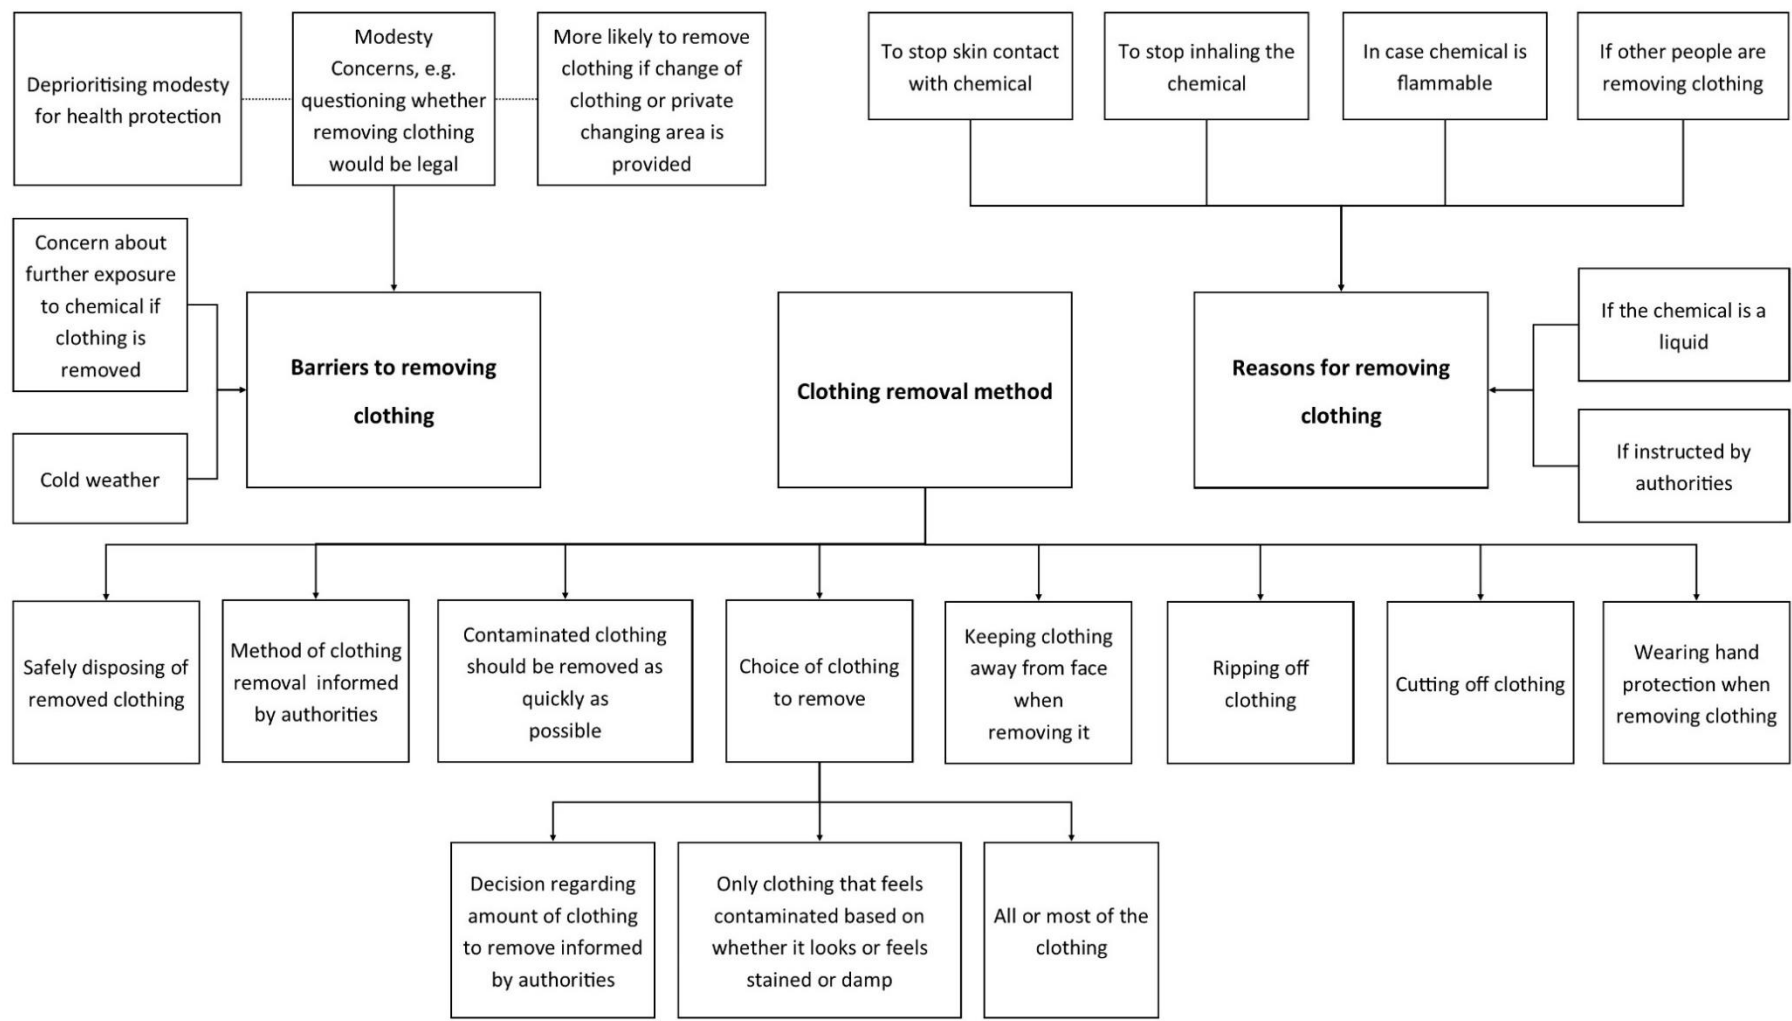 Deprioritising modesty
for health protection
Modesty
Concerns, e.g.
questioning whether
removing clothing
would be legal
More likely to remove
clothing if change of
clothing or private
changing area is
provided
To stop skin contact
with chemical
To stop inhaling the
chemical
In case chemical is
flammable
If other people are
removing clothing
Concern about
further exposure
to chemical if
clothing is
removed
Cold weather
Barriers to removing
clothing
Clothing removal method
Reasons for removing
clothing
If the chemical is a
liquid
If instructed by
authorities
Safely disposing of
removed clothing
Method of clothing
removal informed
by authorities
Contaminated clothing
should be removed as
quickly as
possible
Choice of clothing
to remove
Keeping clothing
away from face
when
removing it
Ripping off
clothing
Cutting off clothing
Wearing hand
protection when
removing clothing
Decision regarding
amount of clothing
to remove informed
by authorities
Only clothing that feels
contaminated based on
whether it looks or feels
stained or damp
All or most of the
clothing